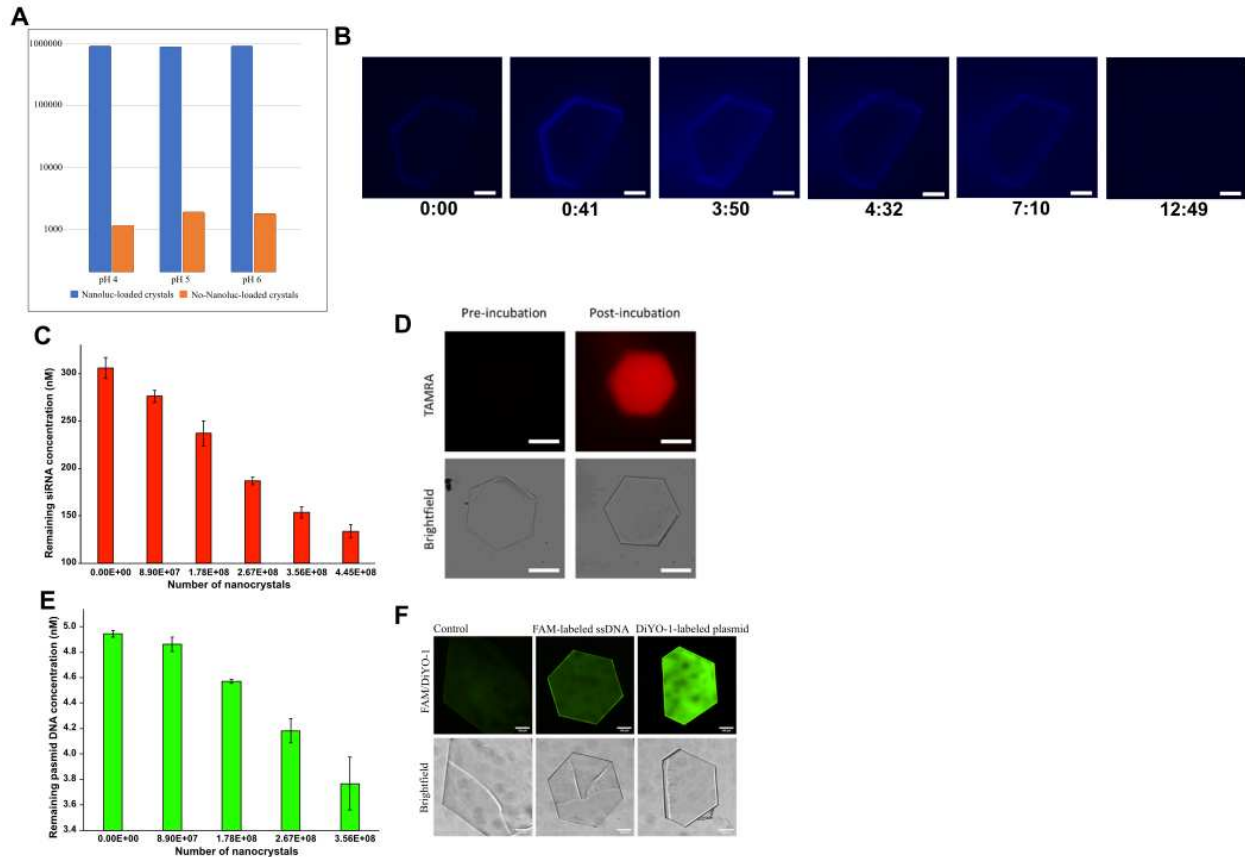 A
1000000
100000
10000
1000
pH 4 pH 5 pH 6
Nanoluc-loaded crystals No-Nanoluc-loaded crystals
B
0:00 0:41 3:50 4:32 7:10 12:49
C
Remaining siRNA concentration (nM)
300
250
200
150
100
0.00E+00 8.90E+07 1.78E+08 2.67E+08 3.56E+08 4.45E+08
Number of nanocrystals
D
Pre-incubation Post-incubation
TAMRA
Brightfield
E
Remaining pasmid DNA concentration (nM)
5.0
4.8
4.6
4.4
4.2
4.0
3.8
3.6
3.4
0.00E+00 8.90E+07 1.78E+08 2.67E+08 3.56E+08
Number of nanocrystals
F
Control FAM-labeled ssDNA DiYO-1-labeled plasmid
FAM/DiYO-1
Brightfield